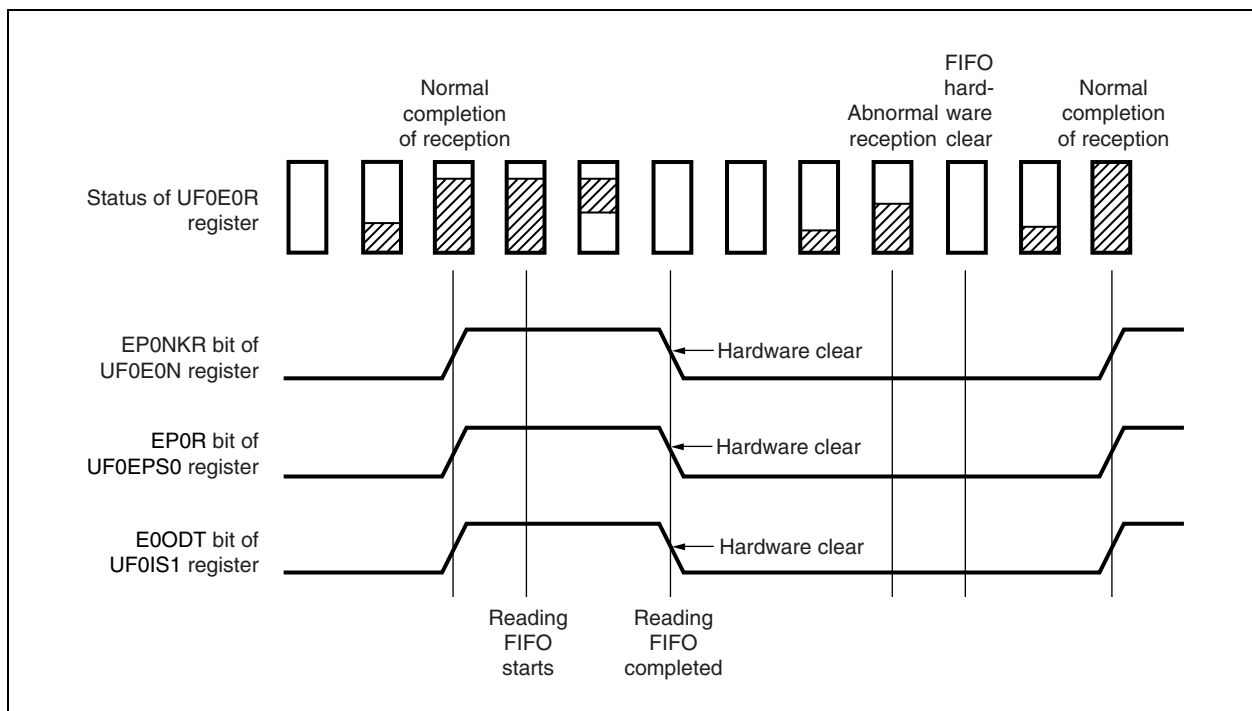 Normal
completion
of reception
Abnormal
reception
FIFO
hard-
ware
clear
Normal
completion
of reception
Status of UF0E0R
register
EP0NKR bit of
UF0E0N register
Hardware clear
EP0R bit of
UF0EPS0 register
Hardware clear
E0ODT bit of
UF0IS1 register
Hardware clear
Reading
FIFO
starts
Reading
FIFO
completed